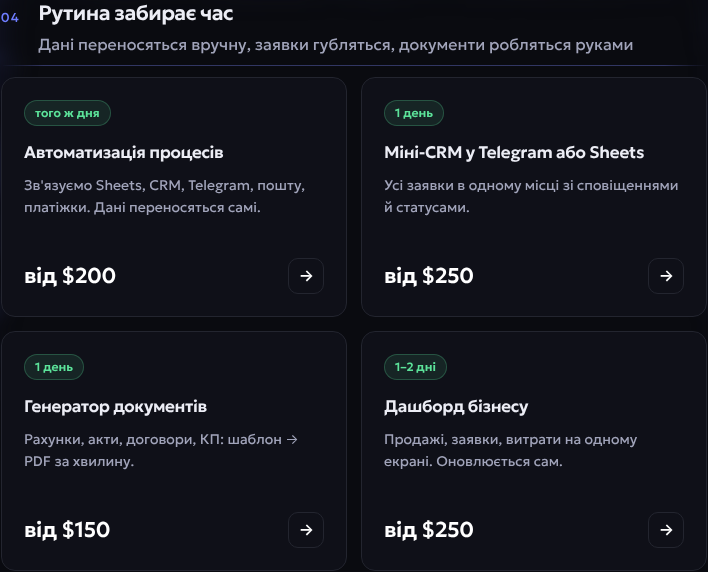 04
Рутина забирає час
Дані переносяться вручну, заявки губляться, документи робляться руками
того ж дня
Автоматизація процесів
Зв'язуємо Sheets, CRM, Telegram, пошту,
платіжки. Дані переносяться самі.
від $200
→
1 день
Міні-CRM у Telegram або Sheets
Усі заявки в одному місці зі сповіщеннями
й статусами.
від $250
→
1 день
Генератор документів
Рахунки, акти, договори, КП: шаблон →
PDF за хвилину.
від $150
→
1–2 дні
Дашборд бізнесу
Продажі, заявки, витрати на одному
екрані. Оновлюється сам.
від $250
→